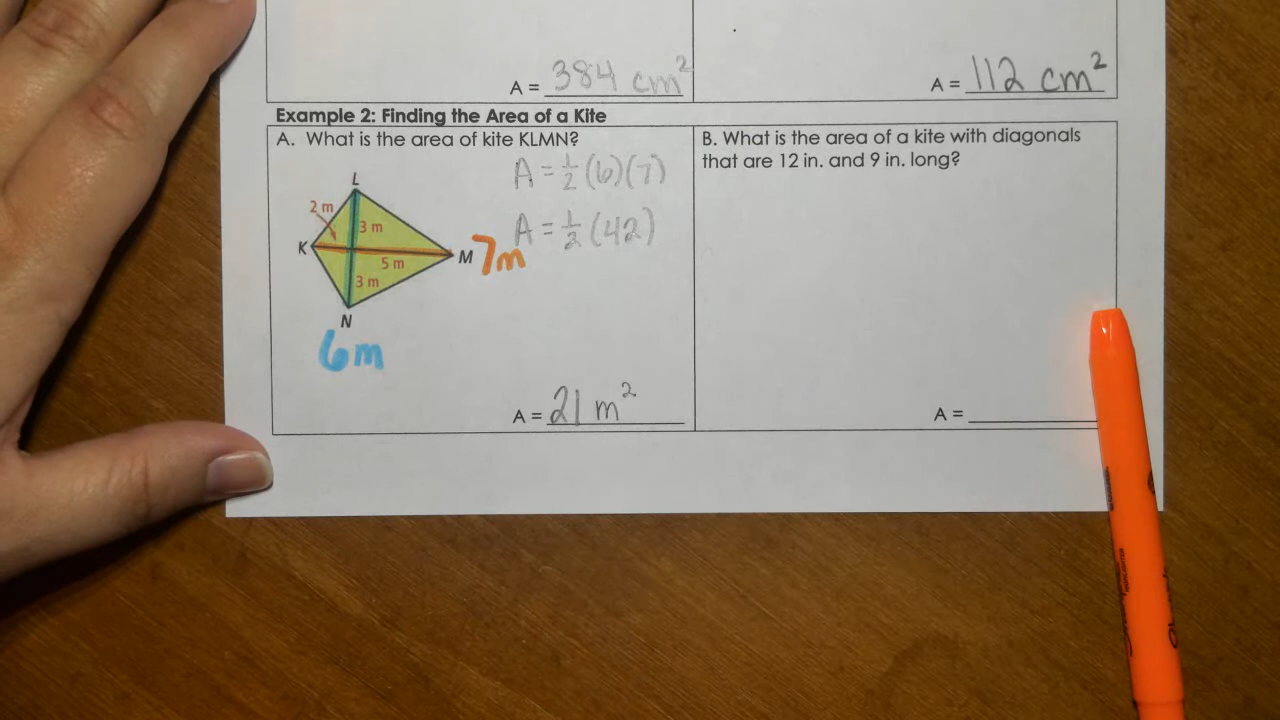 A = 384 cm²
A = 112 cm²
Example 2: Finding the Area of a Kite
A. What is the area of kite KLMN?
A = 1/2 (6)(7)
A = 1/2 (42)
L
2 m
3 m
K
M
7m
5 m
3 m
N
6m
A = 21 m²
B. What is the area of a kite with diagonals
that are 12 in. and 9 in. long?
A =